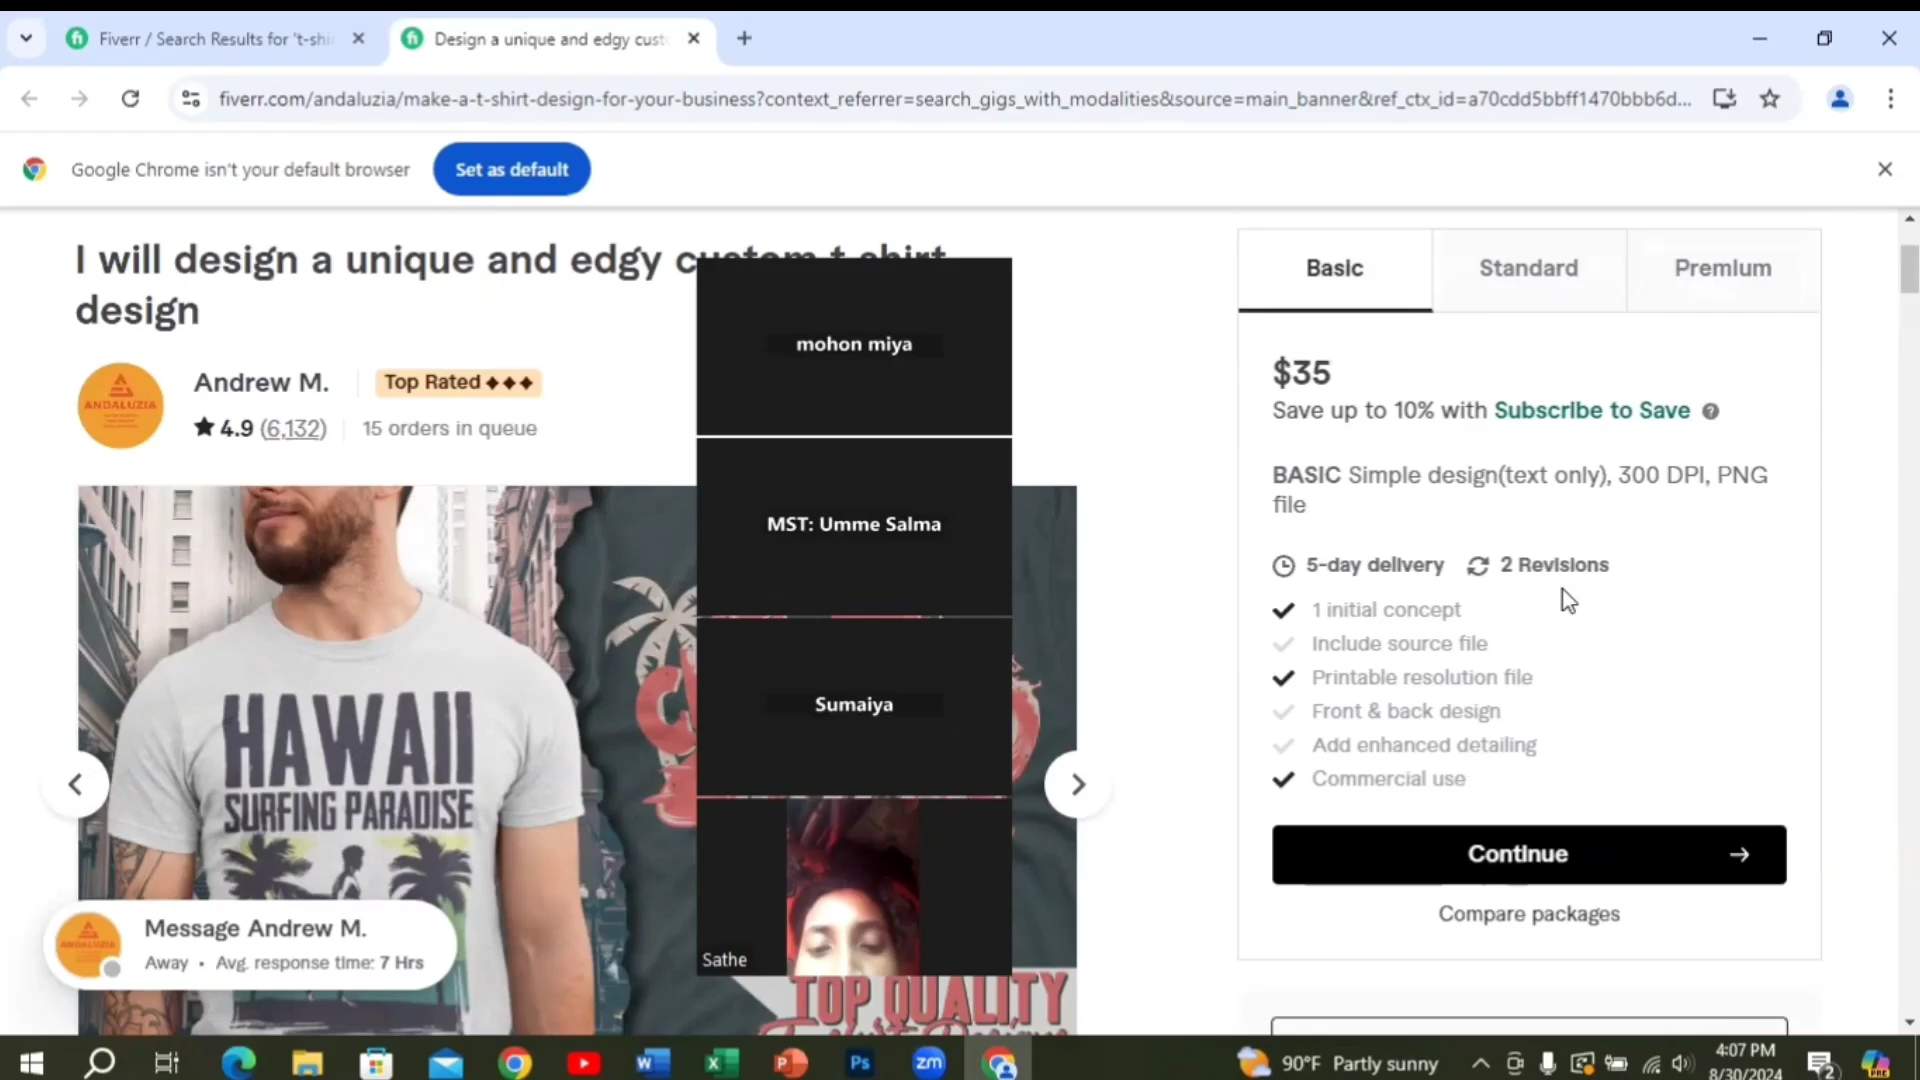 Fiverr / Search Results for 't-shi
Design a unique and edgy cust
fiverr.com/andaluzia/make-a-t-shirt-design-for-your-business?context_referrer=search_gigs_with_modalities&source=main_banner&ref_ctx_id=a70cdd5bbff1470bbb6d...
Google Chrome isn't your default browser
Set as default
I will design a unique and edgy custom t shirt
design
Andrew M.
Top Rated
4.9 (6,132)
15 orders in queue
ANDALUZIA
HAWAII
SURFING PARADISE
mohon miya
MST: Umme Salma
Sumaiya
Sathe
TOP QUALITY
Message Andrew M.
Away • Avg. response time: 7 Hrs
Basic
Standard
Premium
$35
Save up to 10% with Subscribe to Save
BASIC Simple design(text only), 300 DPI, PNG
file
5-day delivery
2 Revisions
1 initial concept
Include source file
Printable resolution file
Front & back design
Add enhanced detailing
Commercial use
Continue
Compare packages
90°F Partly sunny
4:07 PM
8/30/2024
2